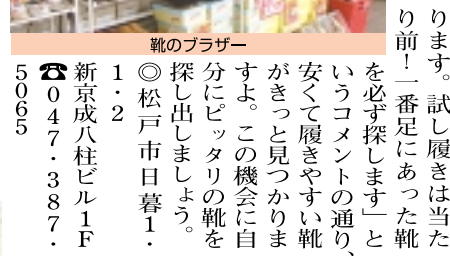 靴のブラザー
ります。試し履きは当た
り前！一番足にあった靴
を必ず探します」と
いうコメントの通り、
安くて履きやすい靴
がきっと見つかりま
すよ。この機会に自
分にピッタリの靴を
探し出しましょう。
◎松戸市日暮1・
1・2
新京成八柱ビル1F
☎047・387・
5065